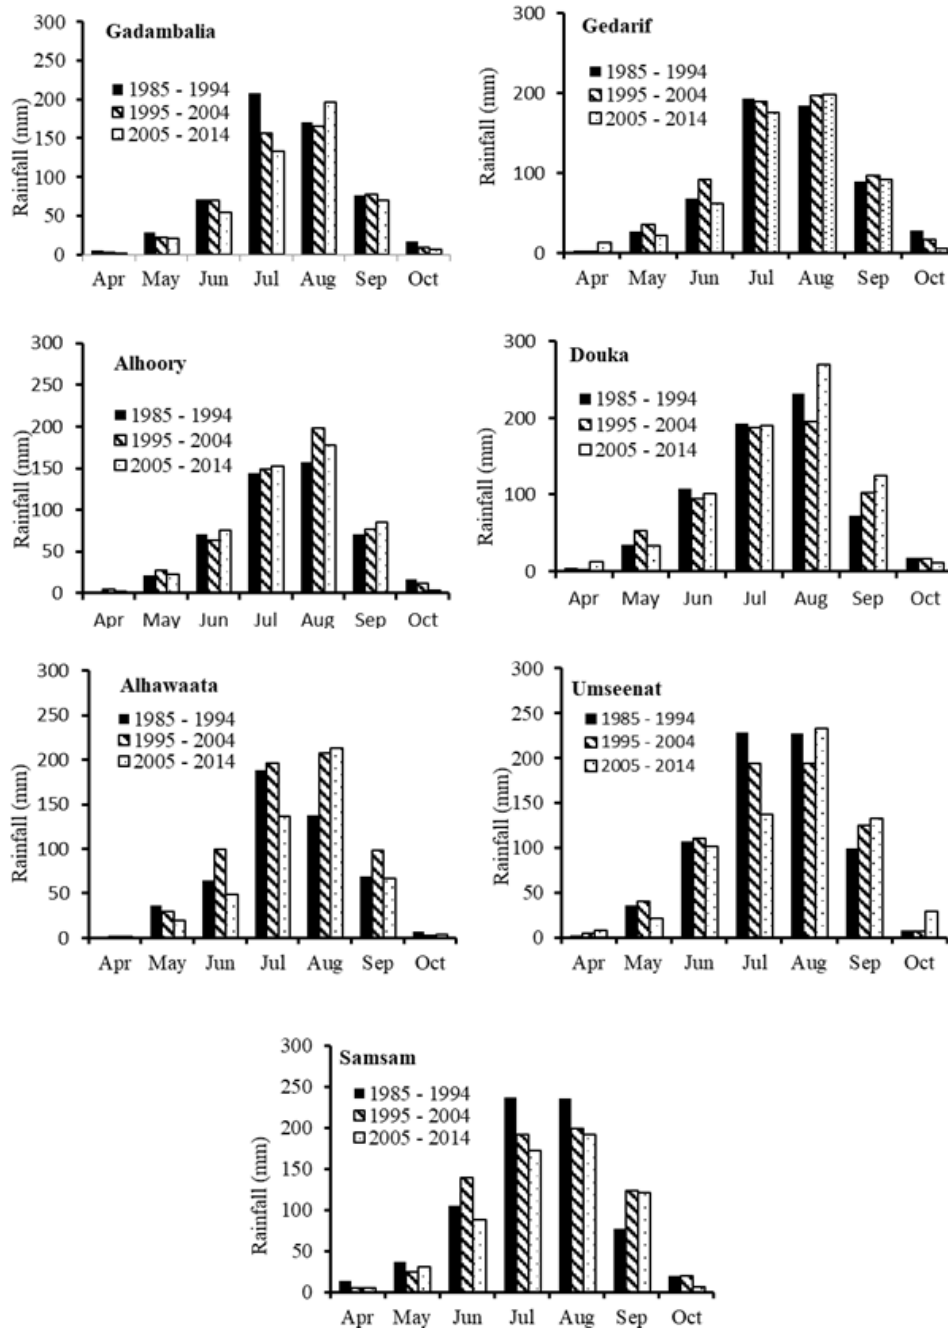 Gadambalia
Rainfall (mm)
300
250
200
150
100
50
0
1985 - 1994
1995 - 2004
2005 - 2014
Apr May Jun Jul Aug Sep Oct
Gedarif
Rainfall (mm)
300
200
100
0
1985 - 1994
1995 - 2004
2005 - 2014
Apr May Jun Jul Aug Sep Oct
Alhoory
Rainfall (mm)
300
250
200
150
100
50
0
1985 - 1994
1995 - 2004
2005 - 2014
Apr May Jun Jul Aug Sep Oct
Douka
Rainfall (mm)
300
200
100
0
1985 - 1994
1995 - 2004
2005 - 2014
Apr May Jun Jul Aug Sep Oct
Alhawaata
Rainfall (mm)
300
250
200
150
100
50
0
1985 - 1994
1995 - 2004
2005 - 2014
Apr May Jun Jul Aug Sep Oct
Umseenat
Rainfall (mm)
300
250
200
150
100
50
0
1985 - 1994
1995 - 2004
2005 - 2014
Apr May Jun Jul Aug Sep Oct
Samsam
Rainfall (mm)
300
250
200
150
100
50
0
1985 - 1994
1995 - 2004
2005 - 2014
Apr May Jun Jul Aug Sep Oct